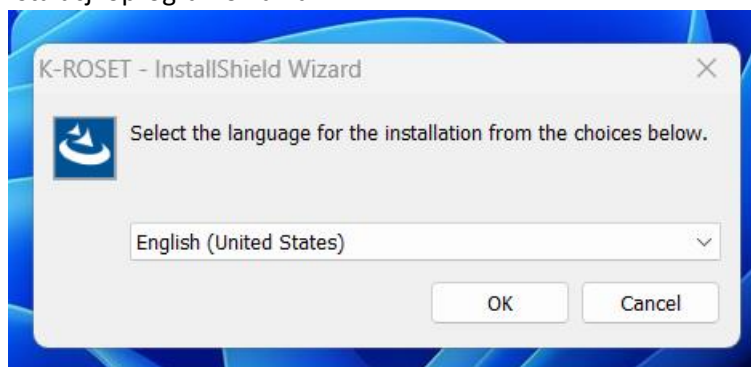 K-ROSET - InstallShield Wizard
Select the language for the installation from the choices below.
English (United States)
OK
Cancel